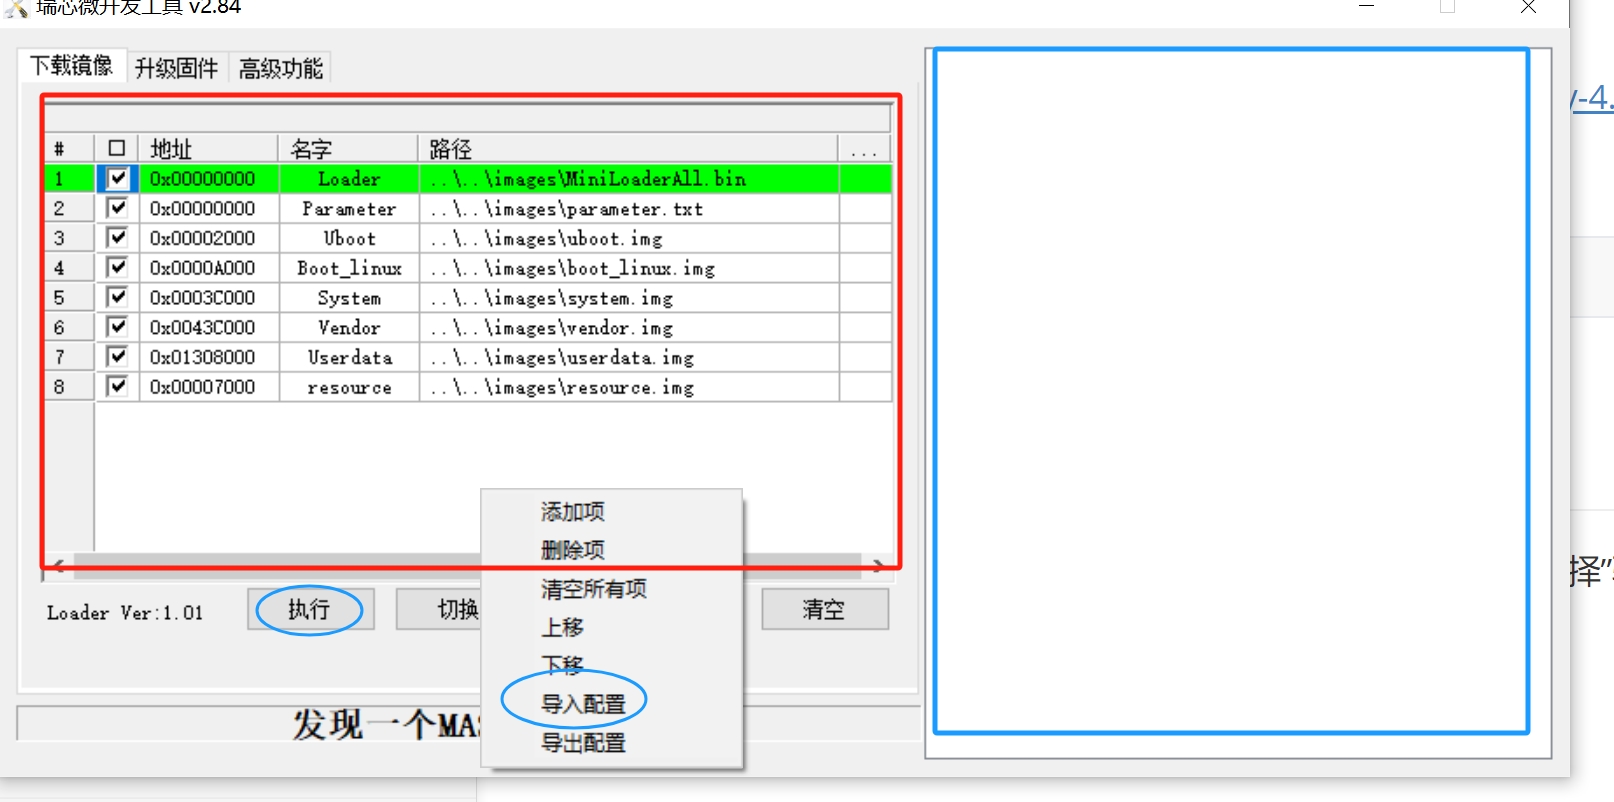 瑞芯微开发工具 v2.84
下载镜像 升级固件 高级功能
# 地址 名字 路径 ...
1 0x00000000 Loader ..\..\images\MiniLoaderAll.bin
2 0x00000000 Parameter ..\..\images\parameter.txt
3 0x00002000 Uboot ..\..\images\uboot.img
4 0x0000A000 Boot_linux ..\..\images\boot_linux.img
5 0x0003C000 System ..\..\images\system.img
6 0x0043C000 Vendor ..\..\images\vendor.img
7 0x01308000 Userdata ..\..\images\userdata.img
8 0x00007000 resource ..\..\images\resource.img
添加项
删除项
清空所有项
上移
下移
导入配置
导出配置
Loader Ver:1.01 执行 切换 清空
发现一个MAS
y-4.
择”